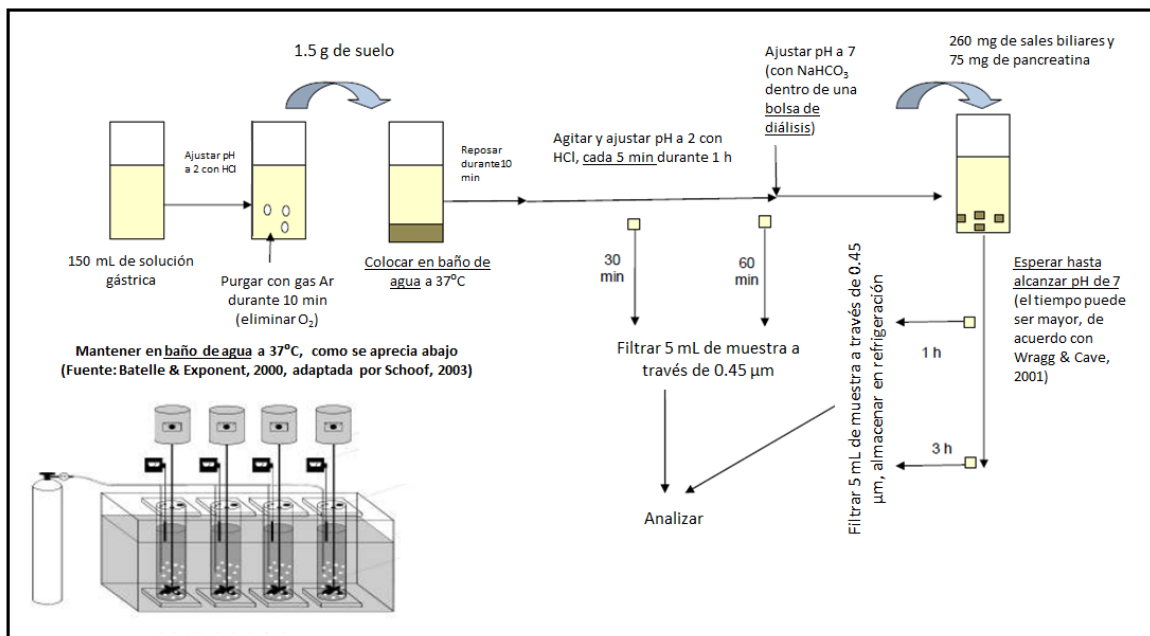 1.5 g de suelo
Ajustar pH
a 2 con HCl
150 mL de solución
gástrica
Purgar con gas Ar
durante 10 min
(eliminar O₂)
Colocar en baño de
agua a 37°C
Reposar
durante10
min
Agitar y ajustar pH a 2 con
HCl, cada 5 min durante 1 h
Ajustar pH a 7
(con NaHCO₃
dentro de una
bolsa de
diálisis)
260 mg de sales biliares y
75 mg de pancreatina
30
min
60
min
Filtrar 5 mL de muestra a
través de 0.45 µm
Esperar hasta
alcanzar pH de 7
(el tiempo puede
ser mayor, de
acuerdo con
Wragg & Cave,
2001)
1 h
3 h
Filtrar 5 mL de muestra a través de 0.45
µm, almacenar en refrigeración
Analizar
Mantener en baño de agua a 37°C, como se aprecia abajo
(Fuente: Batelle & Exponent, 2000, adaptada por Schoof, 2003)